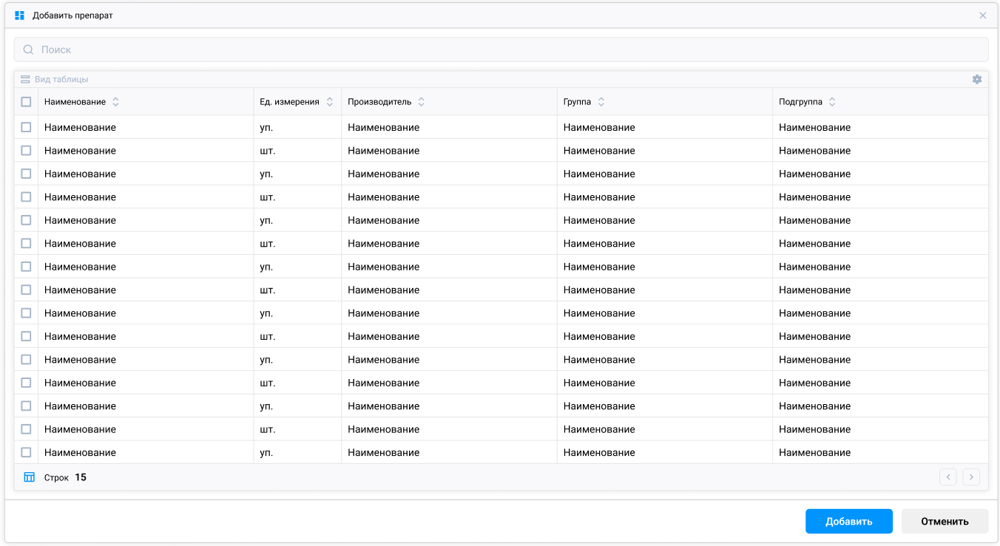 Добавить препарат
Поиск
Вид таблицы
Наименование Ед. измерения Производитель Группа Подгруппа
Наименование уп. Наименование Наименование Наименование
Наименование шт. Наименование Наименование Наименование
Наименование уп. Наименование Наименование Наименование
Наименование шт. Наименование Наименование Наименование
Наименование уп. Наименование Наименование Наименование
Наименование шт. Наименование Наименование Наименование
Наименование уп. Наименование Наименование Наименование
Наименование шт. Наименование Наименование Наименование
Наименование уп. Наименование Наименование Наименование
Наименование шт. Наименование Наименование Наименование
Наименование уп. Наименование Наименование Наименование
Наименование шт. Наименование Наименование Наименование
Наименование уп. Наименование Наименование Наименование
Наименование шт. Наименование Наименование Наименование
Наименование уп. Наименование Наименование Наименование
Строк 15
Добавить Отменить